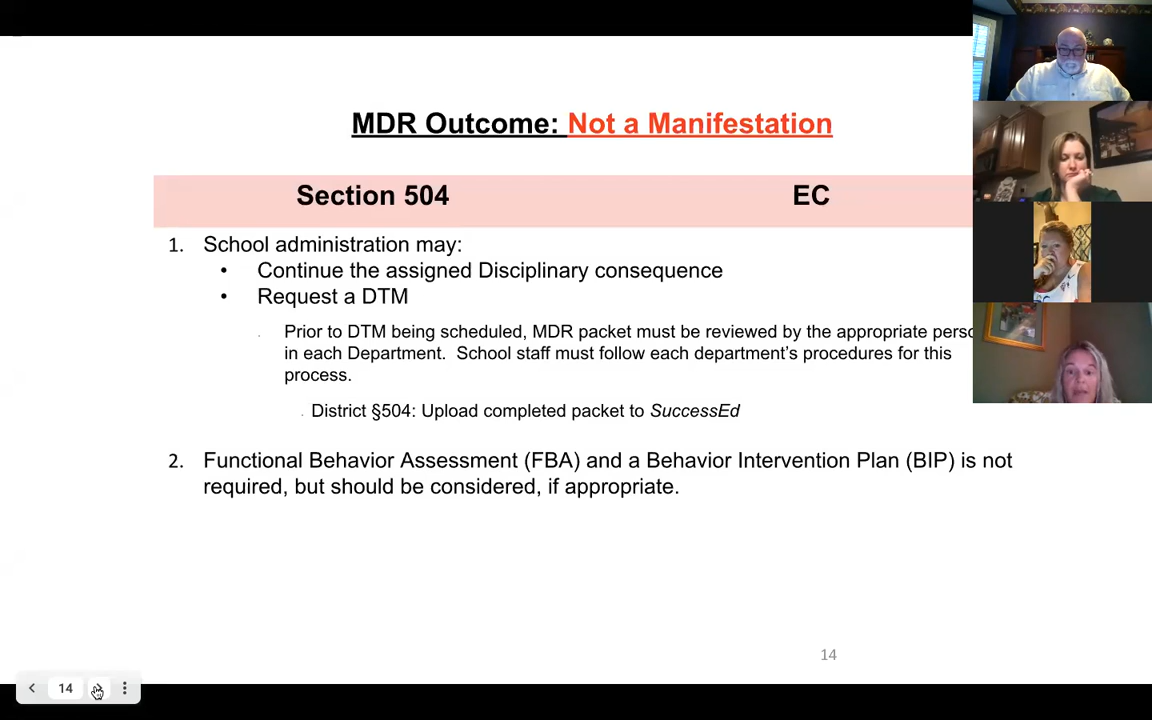 MDR Outcome: Not a Manifestation
Section 504 EC
1. School administration may:
• Continue the assigned Disciplinary consequence
• Request a DTM
Prior to DTM being scheduled, MDR packet must be reviewed by the appropriate
in each Department. School staff must follow each department's procedures for this
process.
District §504: Upload completed packet to SuccessEd
2. Functional Behavior Assessment (FBA) and a Behavior Intervention Plan (BIP) is not
required, but should be considered, if appropriate.
14
14